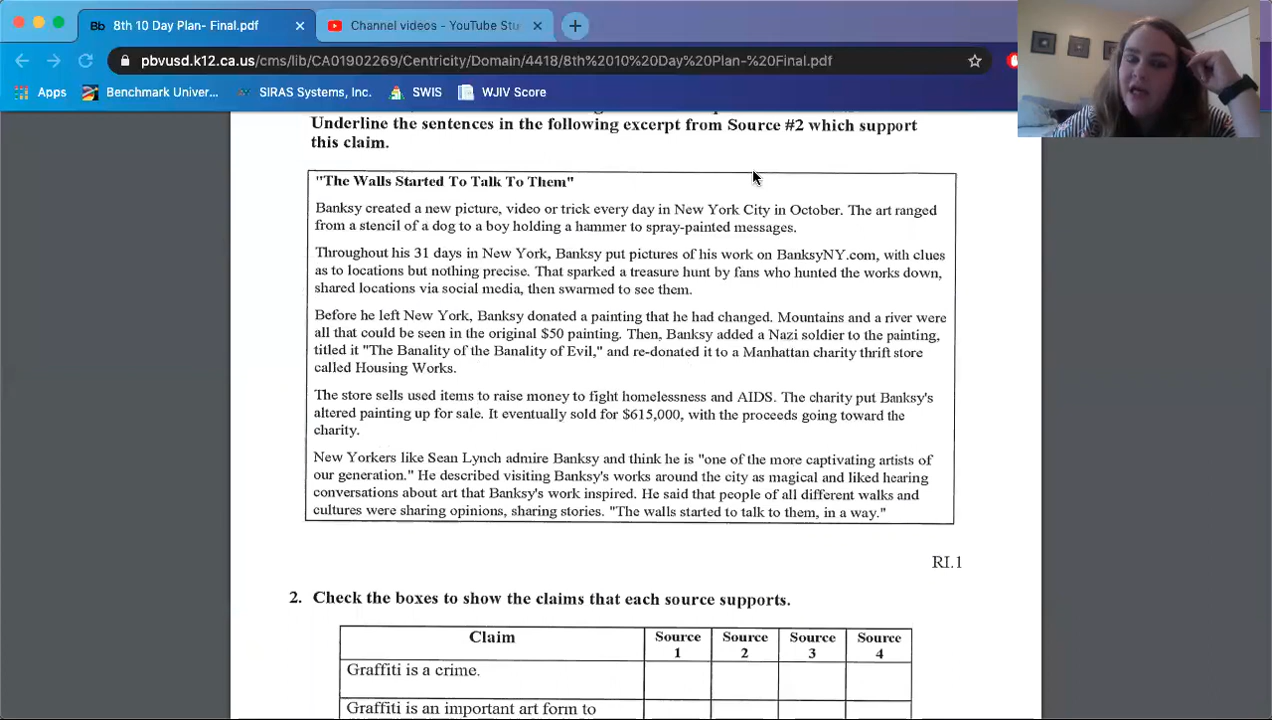 8th 10 Day Plan- Final.pdf
Channel videos - YouTube Stu
pbvusd.k12.ca.us/cms/lib/CA01902269/Centricity/Domain/4418/8th%2010%20Day%20Plan-%20Final.pdf
Apps Benchmark Univer... SIRAS Systems, Inc. SWIS WJIV Score
Underline the sentences in the following excerpt from Source #2 which support
this claim.
"The Walls Started To Talk To Them"
Banksy created a new picture, video or trick every day in New York City in October. The art ranged
from a stencil of a dog to a boy holding a hammer to spray-painted messages.
Throughout his 31 days in New York, Banksy put pictures of his work on BanksyNY.com, with clues
as to locations but nothing precise. That sparked a treasure hunt by fans who hunted the works down,
shared locations via social media, then swarmed to see them.
Before he left New York, Banksy donated a painting that he had changed. Mountains and a river were
all that could be seen in the original $50 painting. Then, Banksy added a Nazi soldier to the painting,
titled it "The Banality of the Banality of Evil," and re-donated it to a Manhattan charity thrift store
called Housing Works.
The store sells used items to raise money to fight homelessness and AIDS. The charity put Banksy's
altered painting up for sale. It eventually sold for $615,000, with the proceeds going toward the
charity.
New Yorkers like Sean Lynch admire Banksy and think he is "one of the more captivating artists of
our generation." He described visiting Banksy's works around the city as magical and liked hearing
conversations about art that Banksy's work inspired. He said that people of all different walks and
cultures were sharing opinions, sharing stories. "The walls started to talk to them, in a way."
RI.1
2. Check the boxes to show the claims that each source supports.
Claim Source 1 Source 2 Source 3 Source 4
Graffiti is a crime.
Graffiti is an important art form to